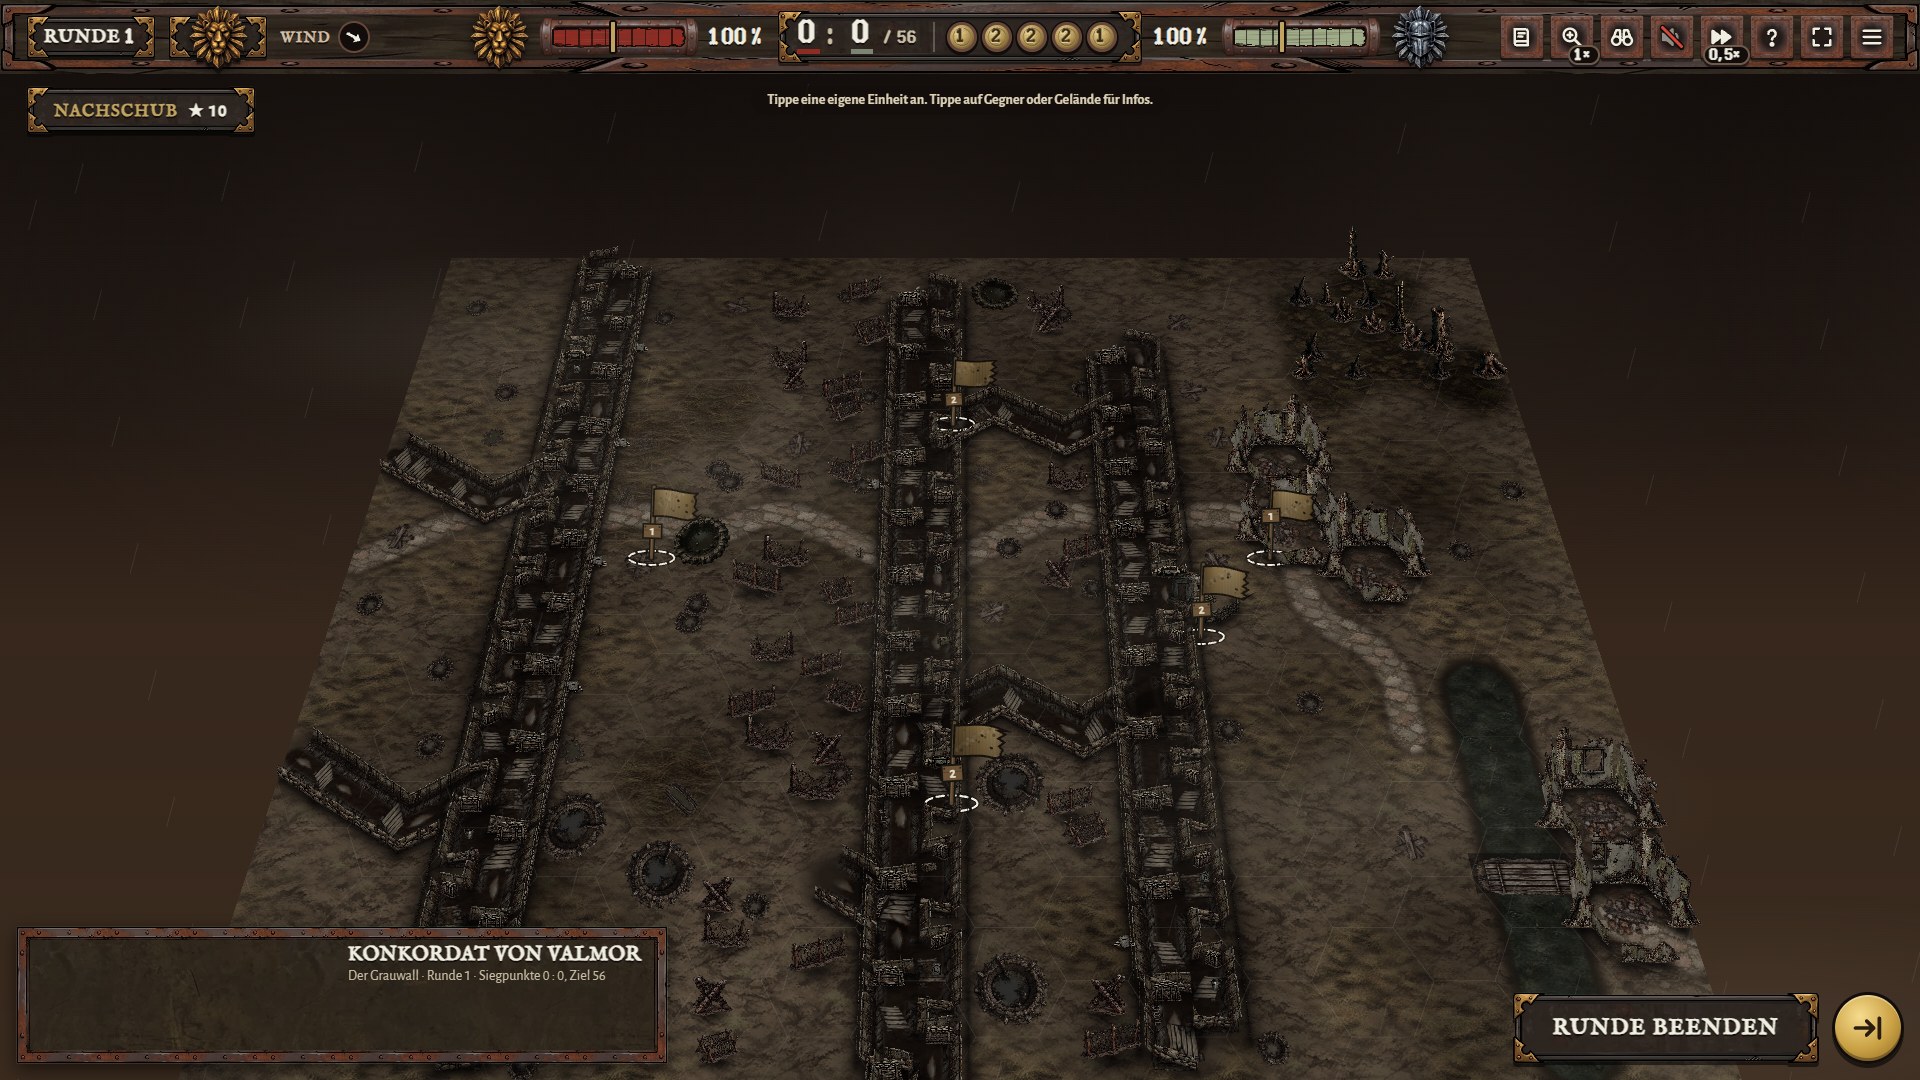 RUNDE 1
WIND
100 %
0 : 0 / 56
1 2 2 2 1
100 %
1×
0,5×
?
NACHSCHUB ★ 10
Tippe eine eigene Einheit an. Tippe auf Gegner oder Gelände für Infos.
2
1
1
2
2
KONKORDAT VON VALMOR
Der Grauwall · Runde 1 · Siegpunkte 0 : 0, Ziel 56
RUNDE BEENDEN